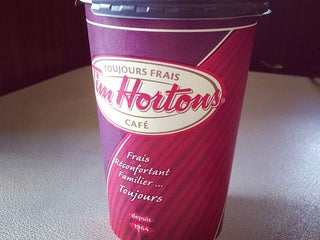 TOUJOURS FRAIS
Tim Hortons
CAFÉ
Frais
Réconfortant
Familier ...
Toujours
depuis
1964